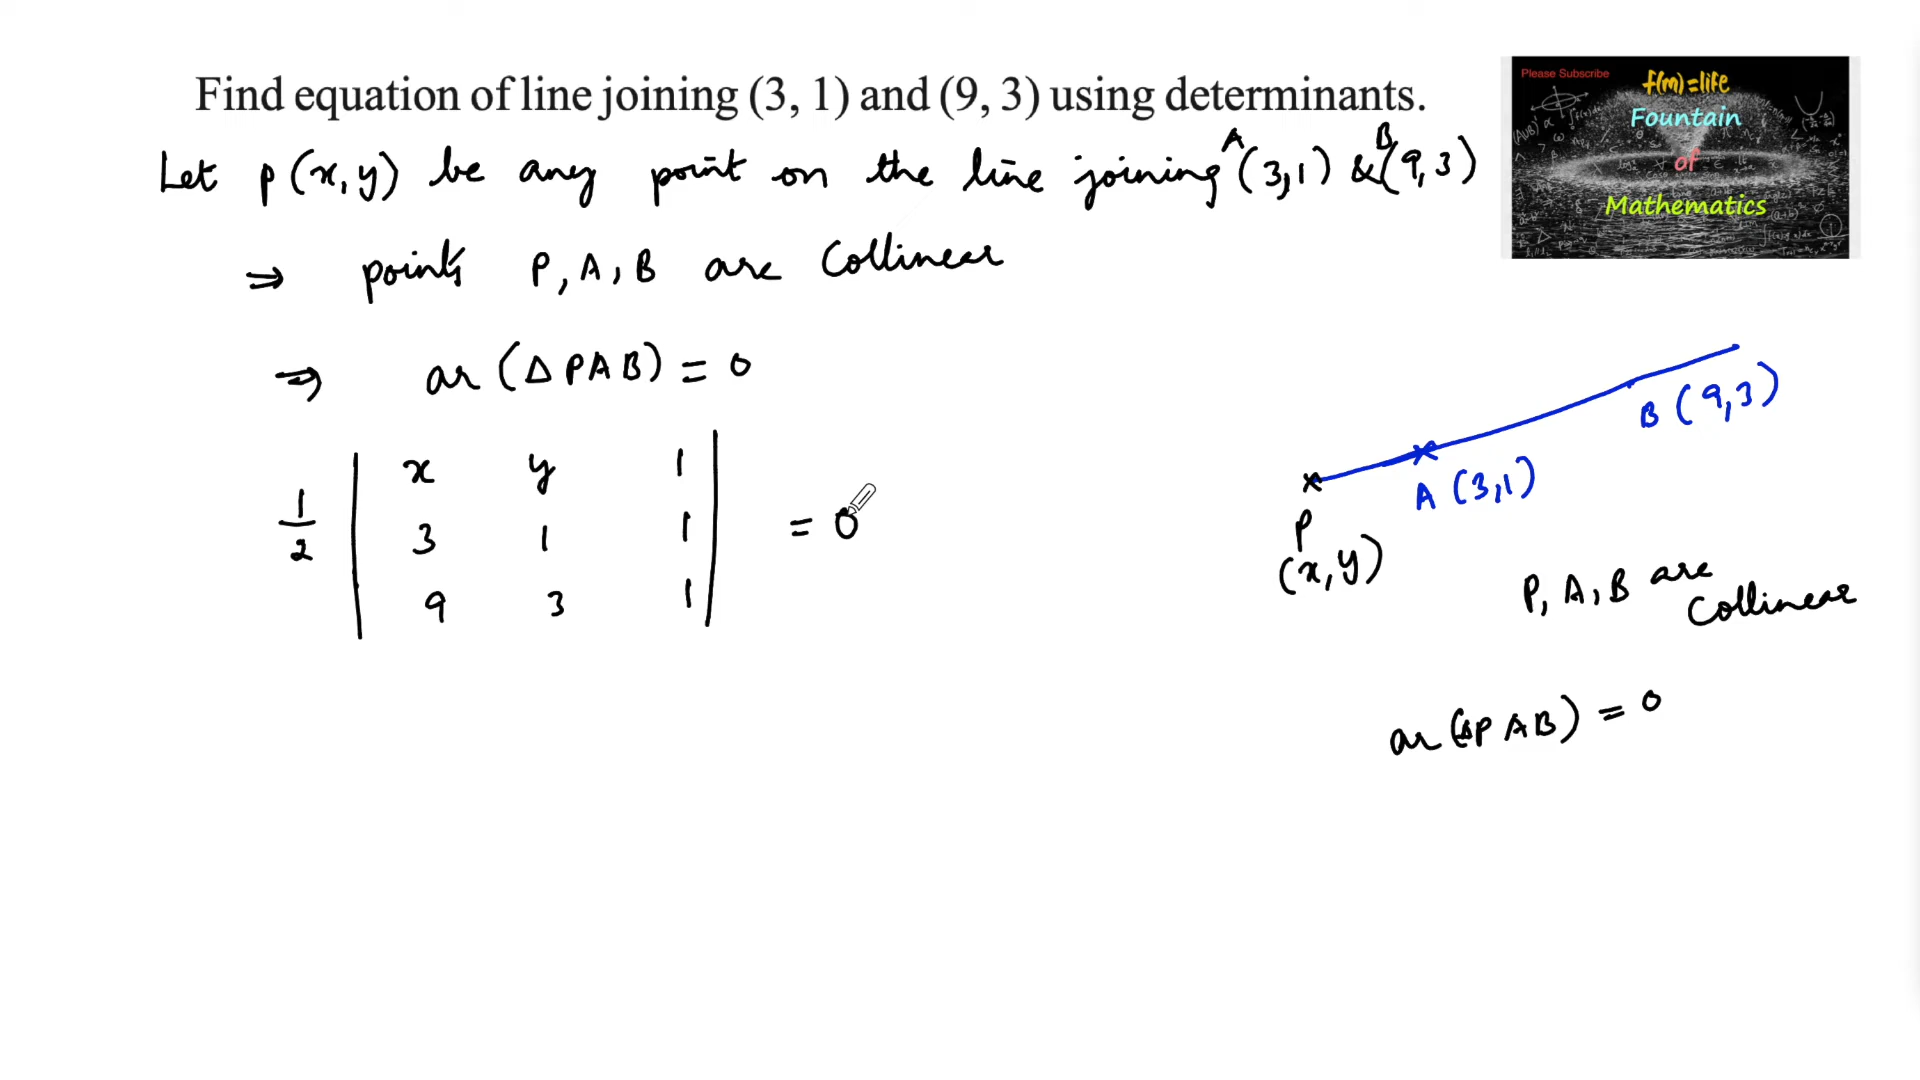 Find equation of line joining (3, 1) and (9, 3) using determinants.
Please Subscribe
f(m)=life
Fountain
of
Mathematics
Let p(x,y) be any point on the line joining A(3,1) & B(9,3)
⇒ points P, A, B are Collinear
⇒ ar (Δ PAB) = 0
1/2 | x y 1 |
| 3 1 1 | = 0
| 9 3 1 |
B (9,3)
A (3,1)
P
(x,y)
P, A, B are
Collinear
ar (ΔPAB) = 0